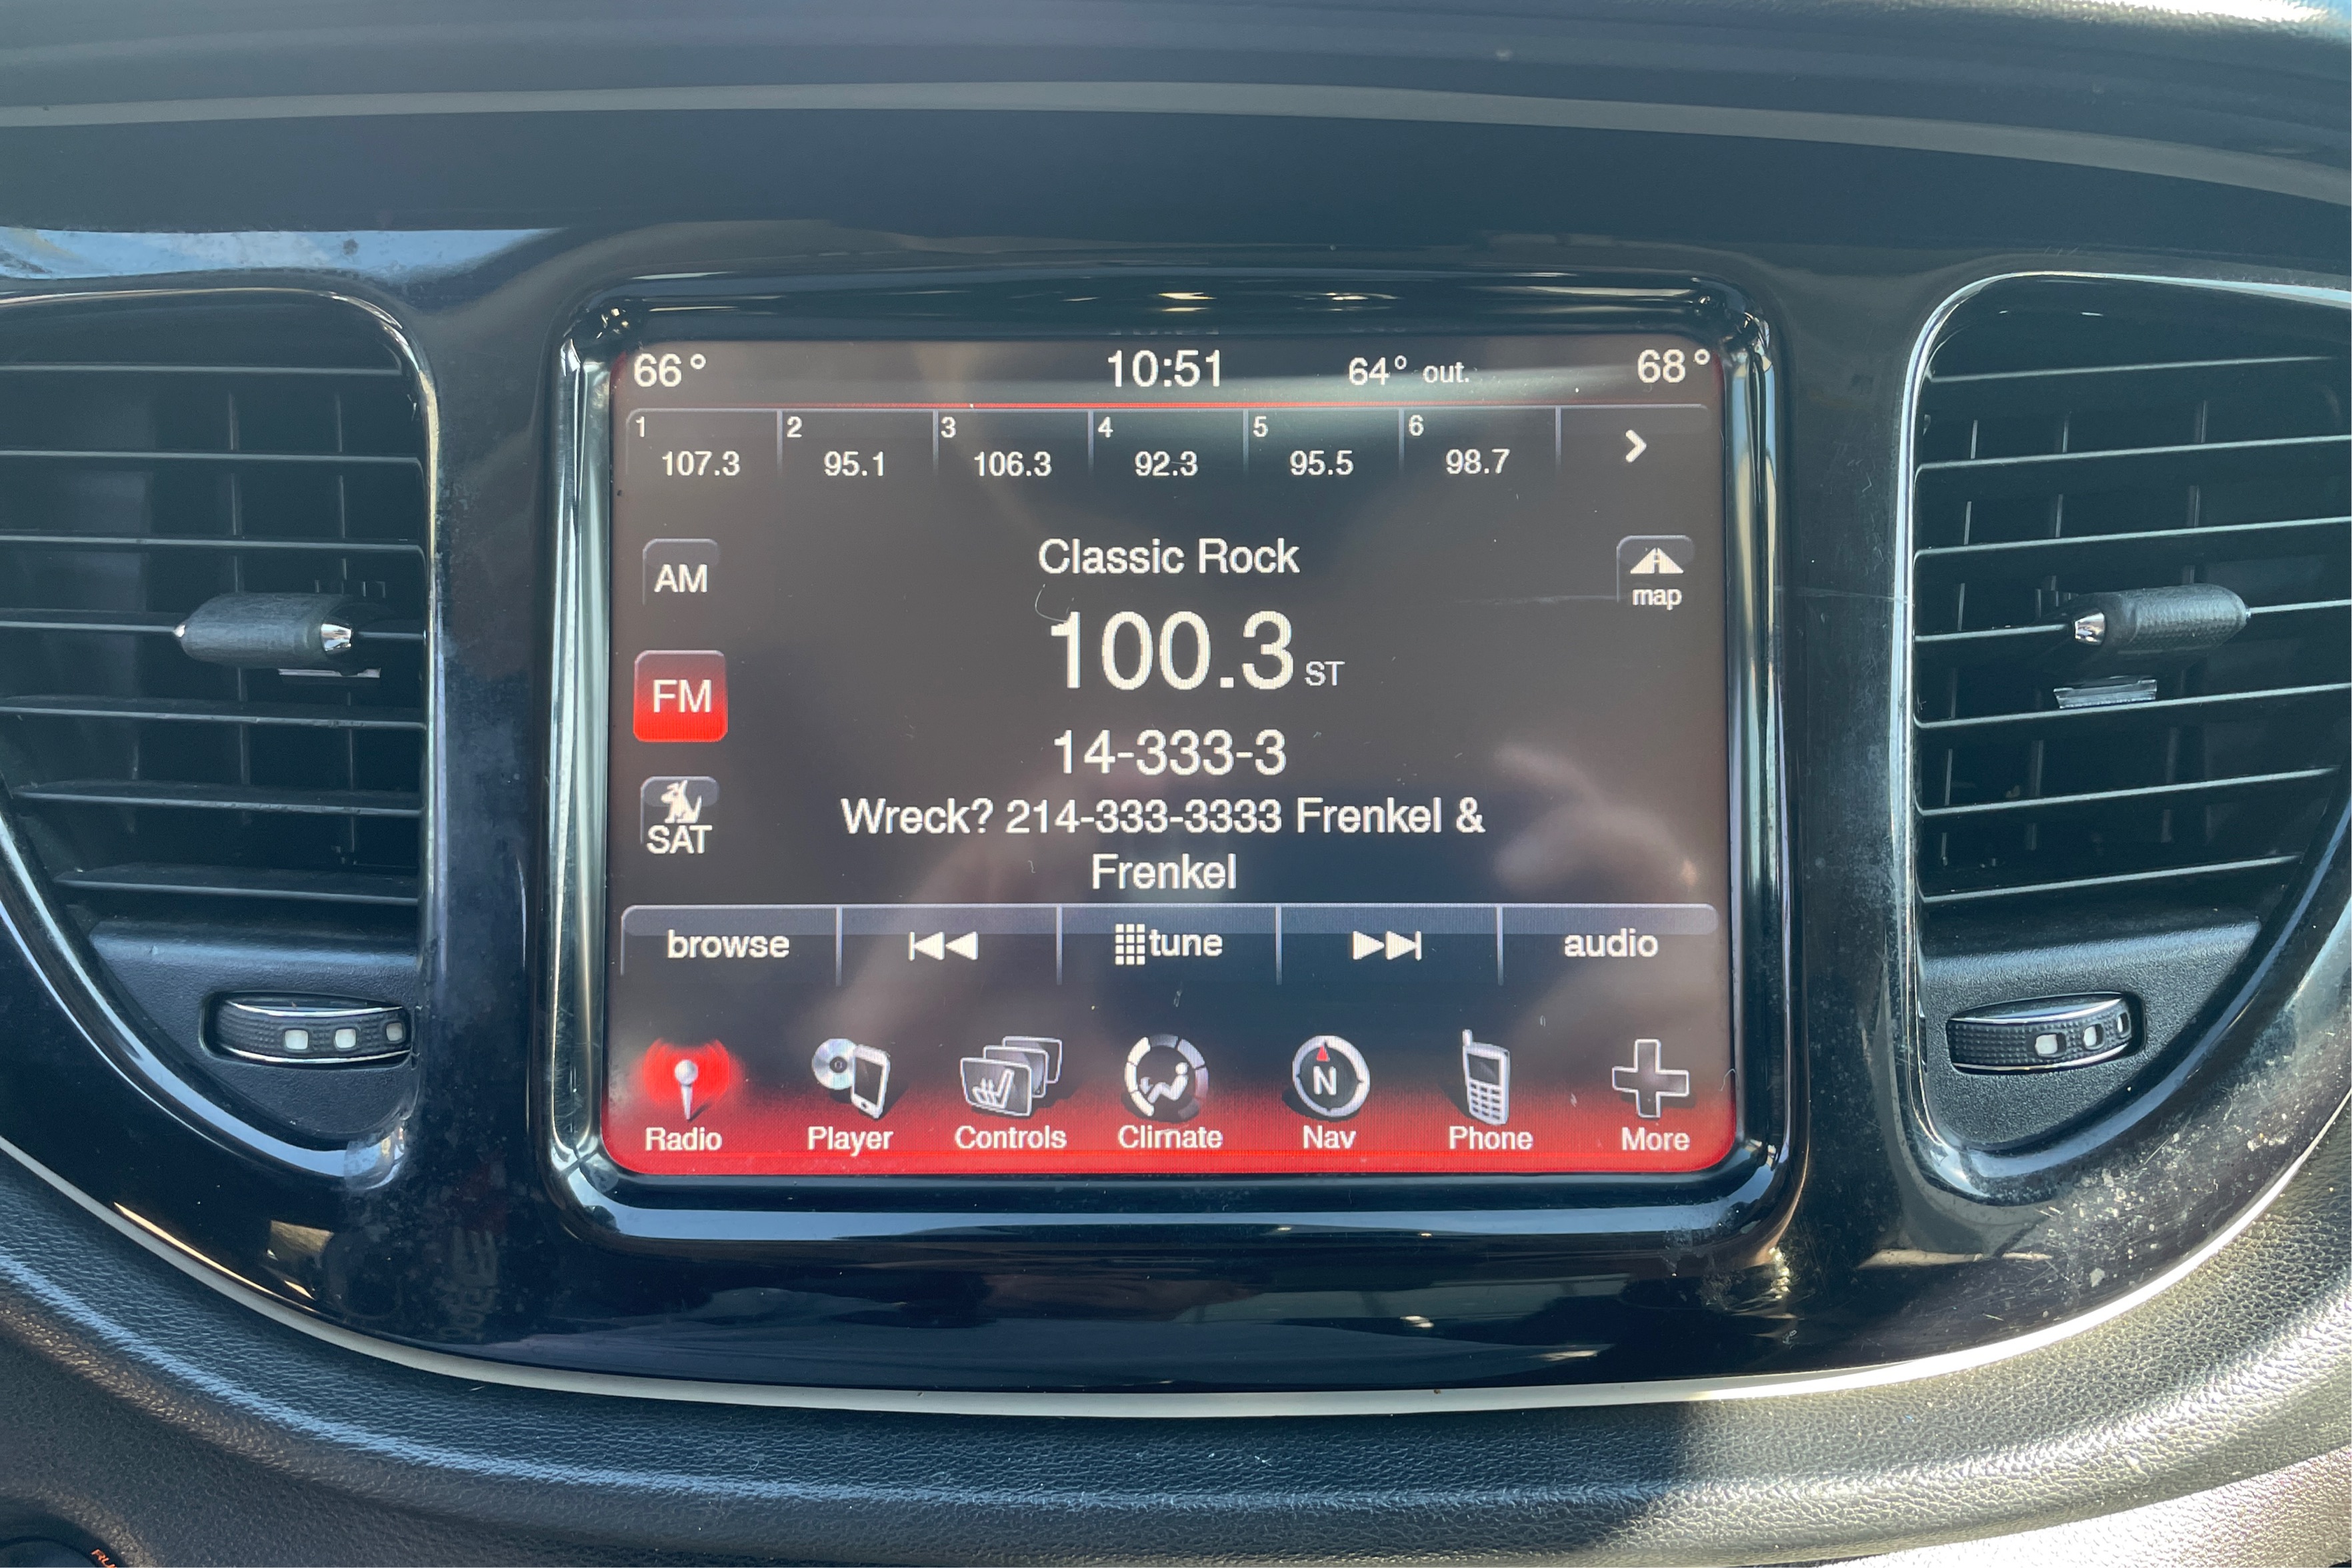 66° 10:51 64° out. 68°
1 2 3 4 5 6
107.3 95.1 106.3 92.3 95.5 98.7
Classic Rock
AM
map
100.3 ST
FM
14-333-3
SAT
Wreck? 214-333-3333 Frenkel &
Frenkel
browse tune audio
N
Radio Player Controls Climate Nav Phone More